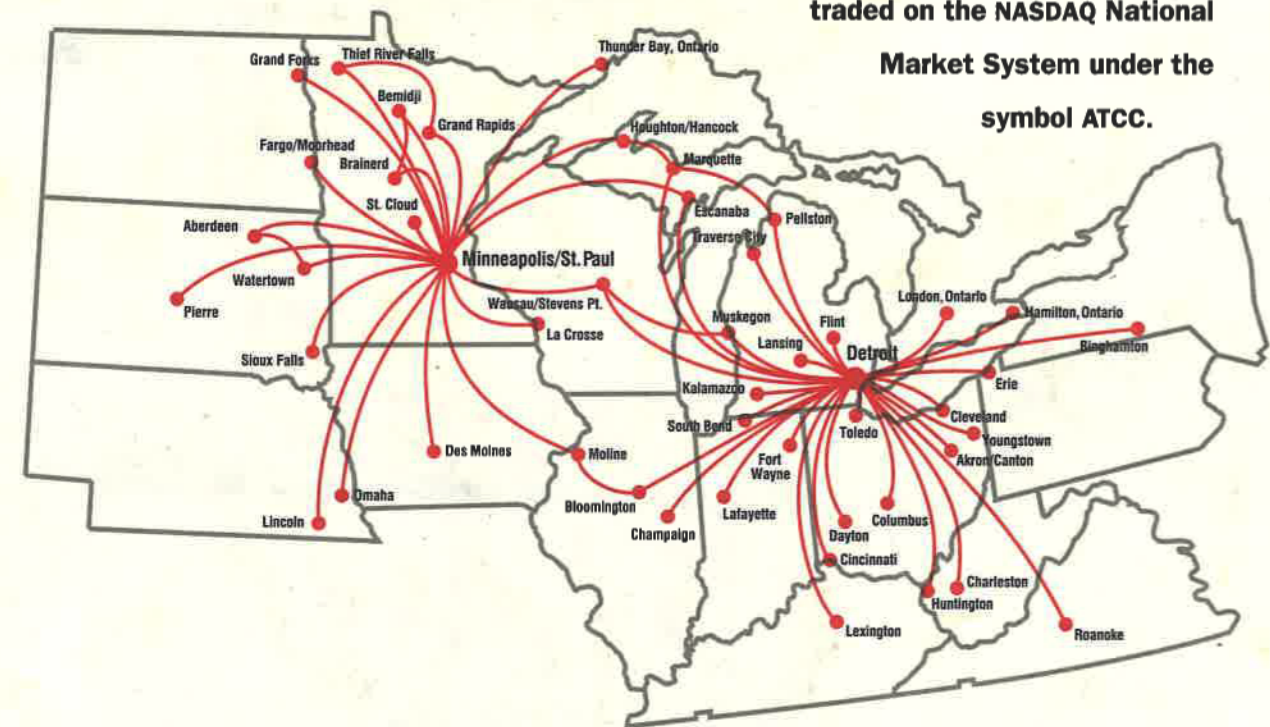 traded on the NASDAQ National
Market System under the
symbol ATCC.
Thunder Bay, Ontario
Grand Forks
Thief River Falls
Bemidji
Grand Rapids
Houghton/Hancock
Fargo/Moorhead
Brainerd
Marquette
St. Cloud
Escanaba
Pellston
Aberdeen
Traverse City
Minneapolis/St. Paul
Watertown
Pierre
Wausau/Stevens Pt.
La Crosse
London, Ontario
Hamilton, Ontario
Muskegon
Flint
Lansing
Detroit
Binghamton
Sioux Falls
Kalamazoo
Erie
South Bend
Toledo
Cleveland
Youngstown
Akron/Canton
Des Moines
Moline
Fort
Wayne
Omaha
Bloomington
Lafayette
Lincoln
Champaign
Dayton
Columbus
Cincinnati
Charleston
Huntington
Lexington
Roanoke